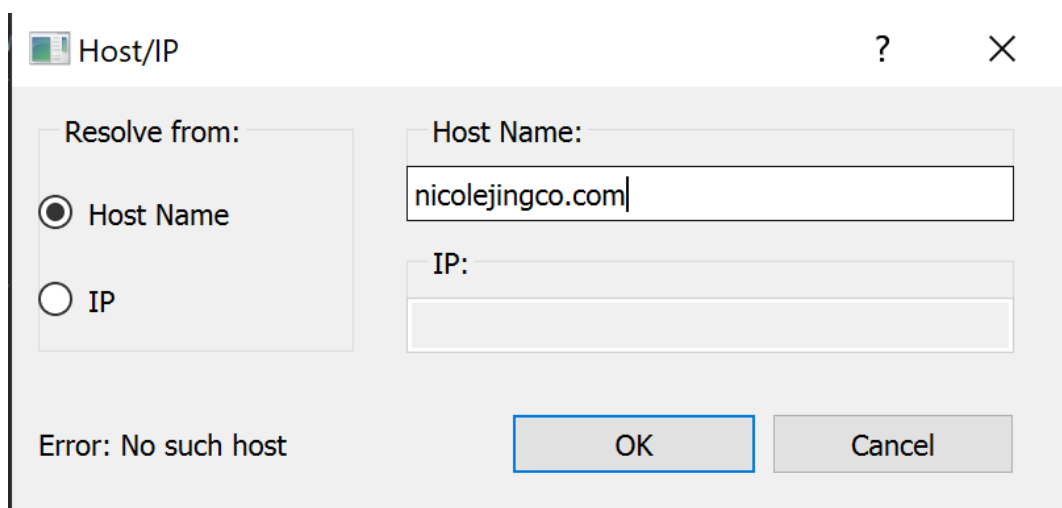 Host/IP
Resolve from:
Host Name
IP
Host Name:
nicolejingco.com
IP:
Error: No such host
OK
Cancel